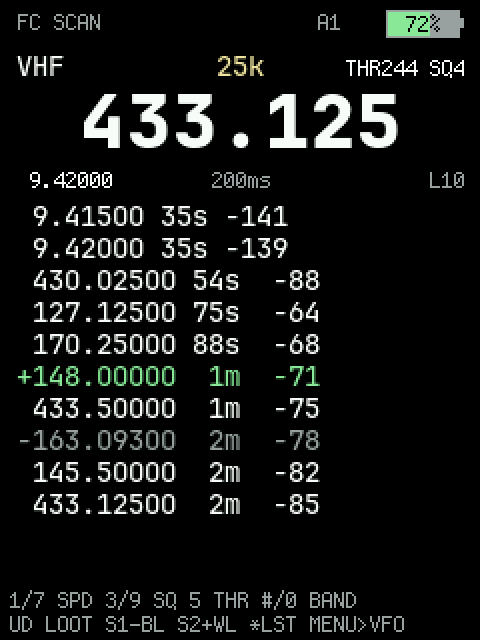 FC SCAN A1 72%
VHF 25k THR244 SQ4
433.125
9.42000 200ms L10
9.41500 35s -141
9.42000 35s -139
430.02500 54s -88
127.12500 75s -64
170.25000 88s -68
+148.00000 1m -71
433.50000 1m -75
-163.09300 2m -78
145.50000 2m -82
433.12500 2m -85
1/7 SPD 3/9 SQ 5 THR #/0 BAND
UD LOOT S1-BL S2+WL *LST MENU>VFO